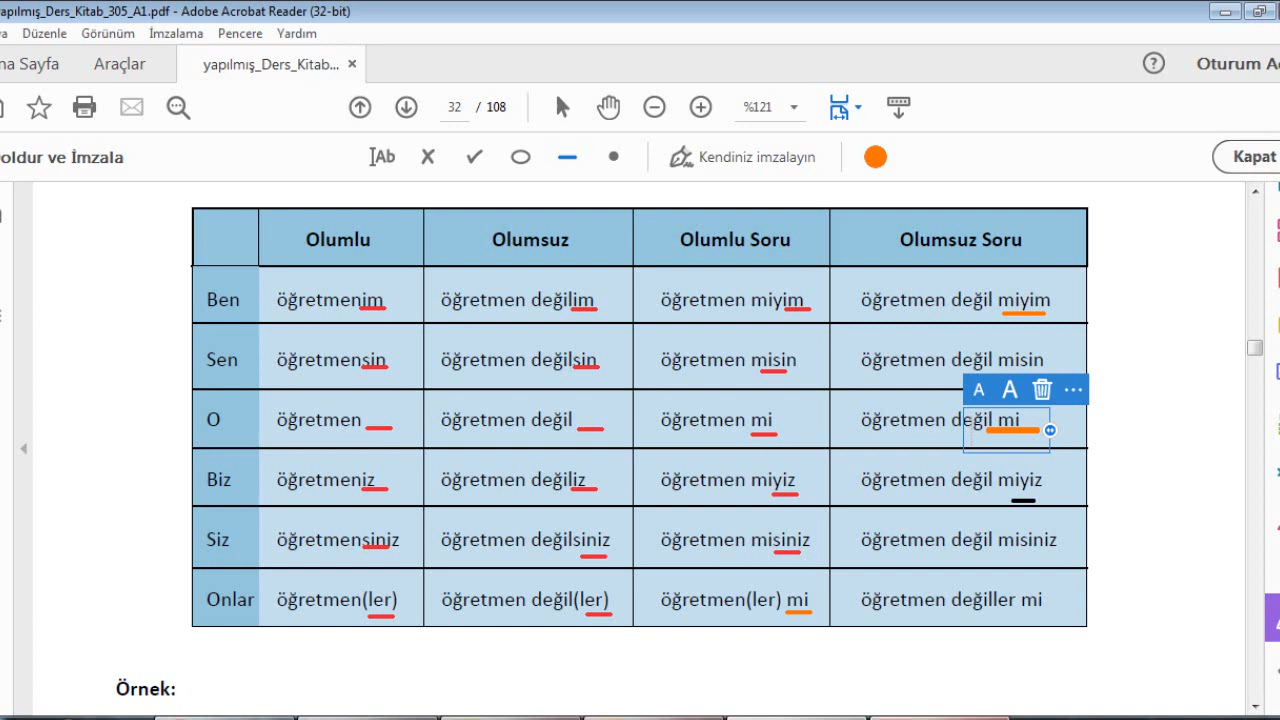 yapılmış_Ders_Kitab_305_A1.pdf - Adobe Acrobat Reader (32-bit)
Düzenle Görünüm İmzalama Pencere Yardım
na Sayfa Araçlar yapılmış_Ders_Kitab... × ? Oturum Aç
32 / 108 %121
oldur ve İmzala Ab Kendiniz imzalayın Kapat
Olumlu Olumsuz Olumlu Soru Olumsuz Soru
Ben öğretmenim öğretmen değilim öğretmen miyim öğretmen değil miyim
Sen öğretmensin öğretmen değilsin öğretmen misin öğretmen değil misin
A A ...
O öğretmen öğretmen değil öğretmen mi öğretmen değil mi
Biz öğretmeniz öğretmen değiliz öğretmen miyiz öğretmen değil miyiz
Siz öğretmensiniz öğretmen değilsiniz öğretmen misiniz öğretmen değil misiniz
Onlar öğretmen(ler) öğretmen değil(ler) öğretmen(ler) mi öğretmen değiller mi
Örnek: